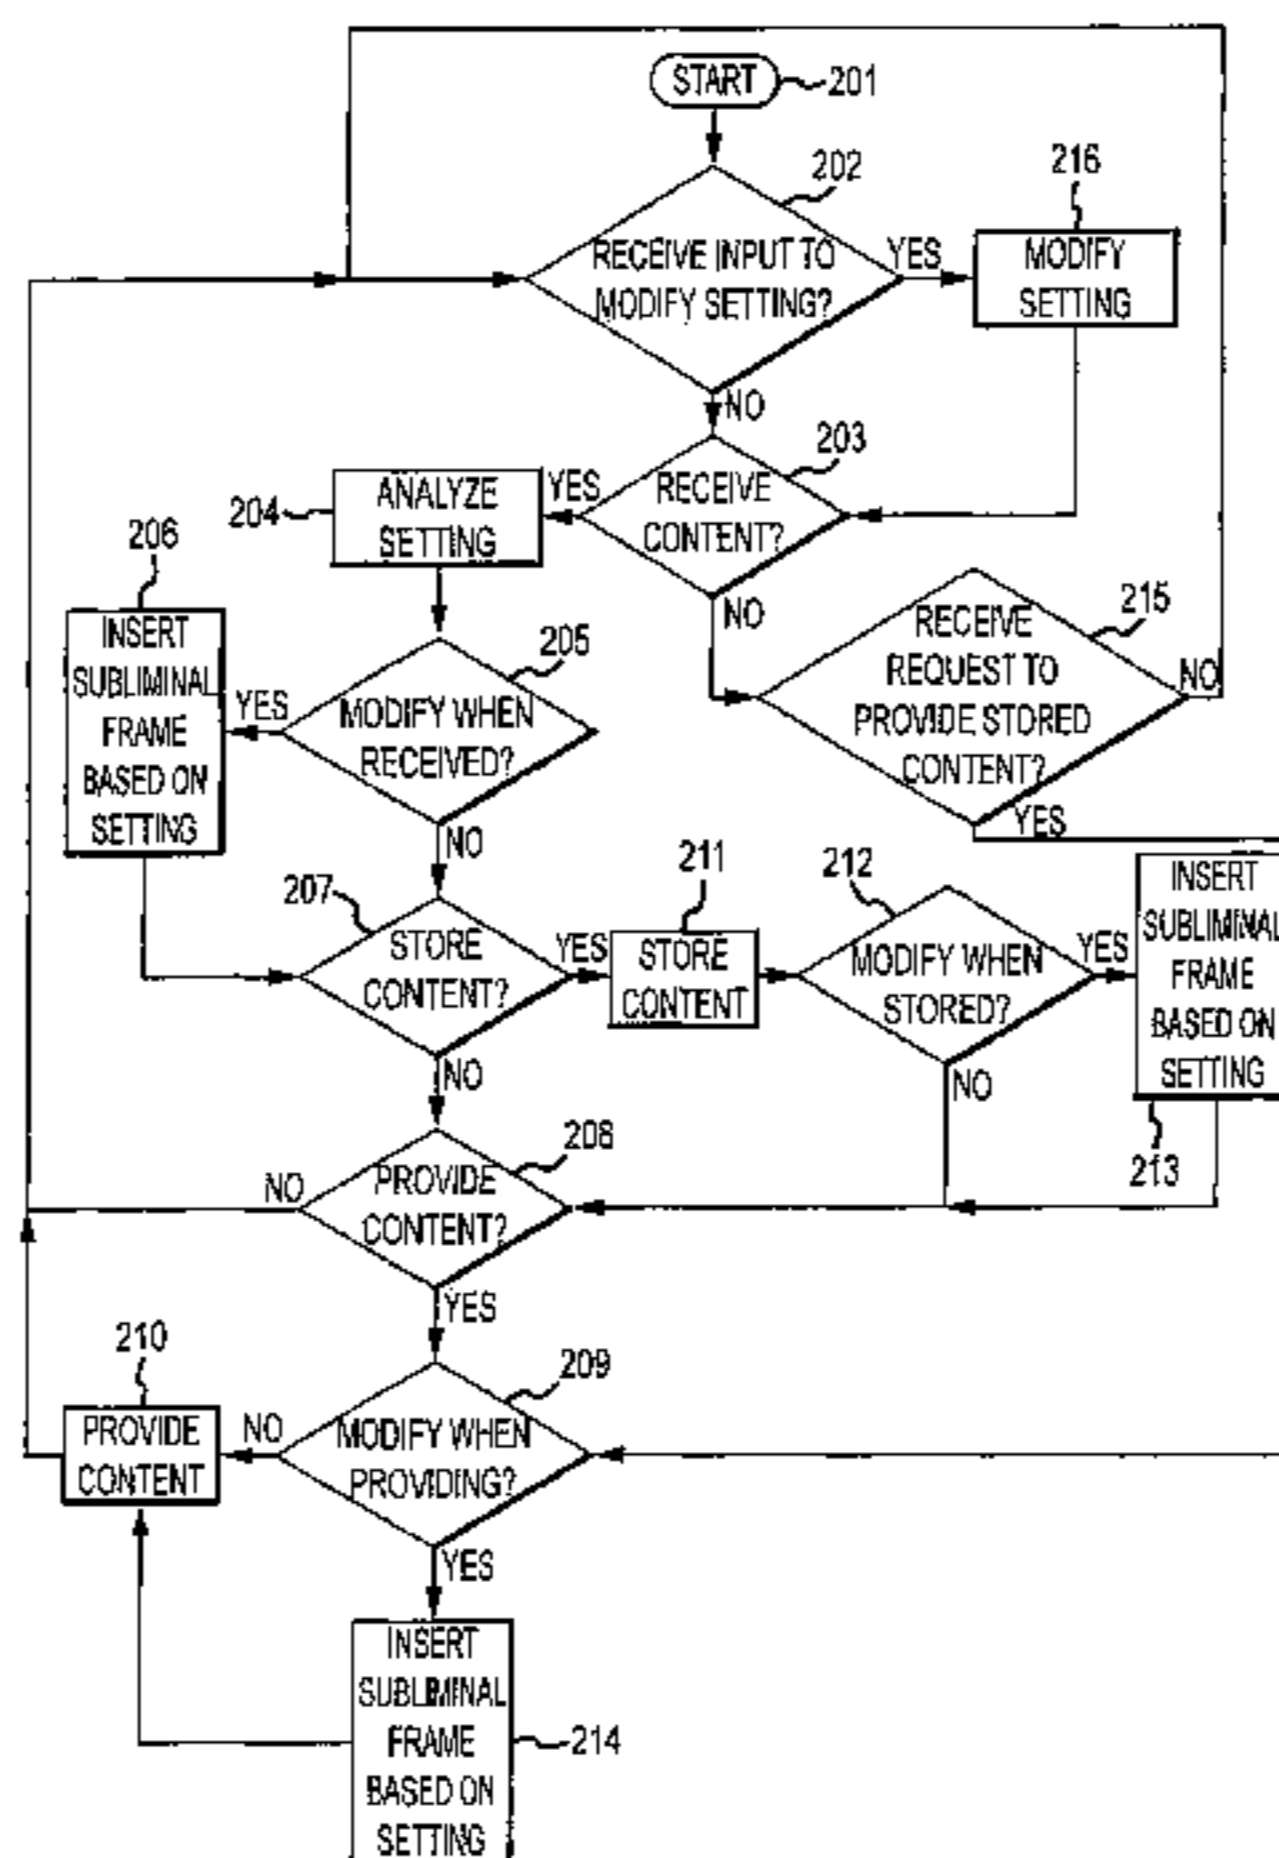 START
201
202
RECEIVE INPUT TO
MODIFY SETTING?
YES
216
MODIFY
SETTING
NO
203
RECEIVE
CONTENT?
YES
204
ANALYZE
SETTING
NO
215
RECEIVE
REQUEST TO
PROVIDE STORED
CONTENT?
NO
YES
206
INSERT
SUBLIMINAL
FRAME
BASED ON
SETTING
YES
205
MODIFY WHEN
RECEIVED?
NO
207
STORE
CONTENT?
YES
211
STORE
CONTENT
212
MODIFY WHEN
STORED?
YES
INSERT
SUBLIMINAL
FRAME
BASED ON
SETTING
213
NO
NO
208
PROVIDE
CONTENT?
NO
YES
210
PROVIDE
CONTENT
NO
209
MODIFY WHEN
PROVIDING?
YES
INSERT
SUBLIMINAL
FRAME
BASED ON
SETTING
214